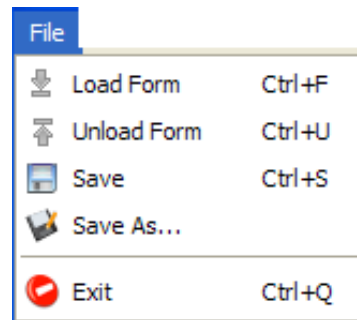 File
Load Form Ctrl+F
Unload Form Ctrl+U
Save Ctrl+S
Save As...
Exit Ctrl+Q